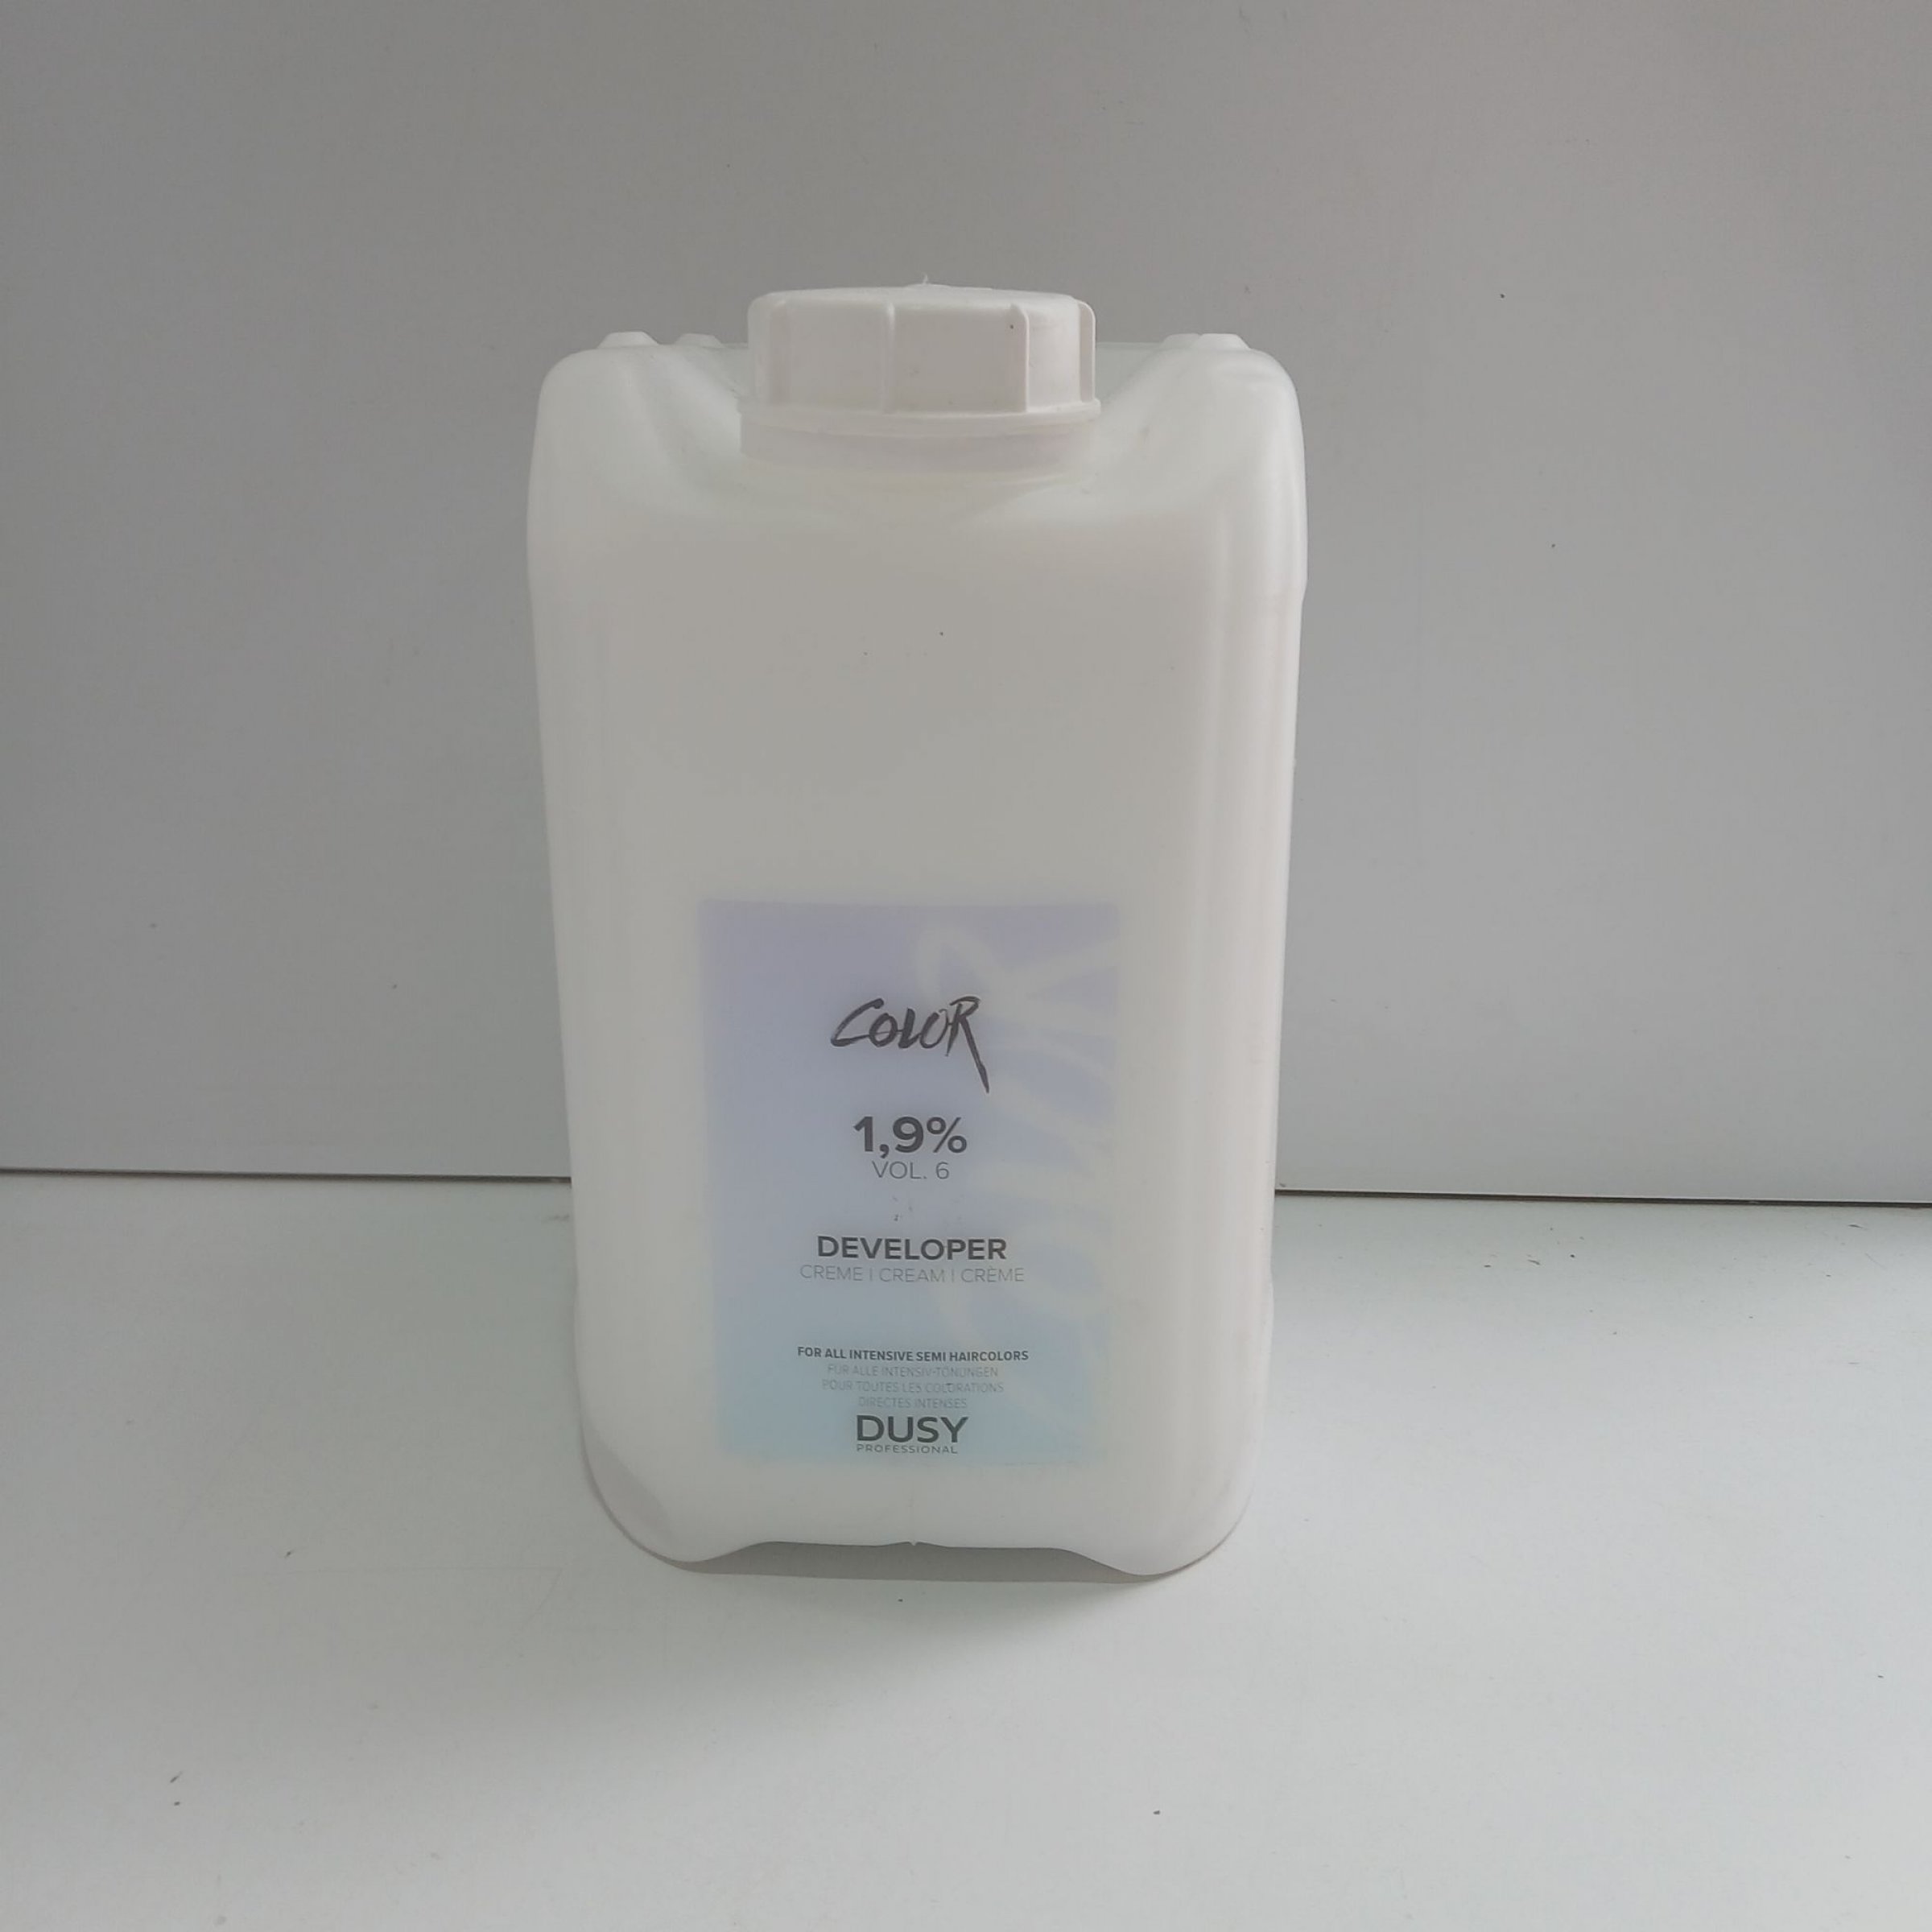 COLOR
1,9%
VOL. 6
DEVELOPER
CREME | CREAM | CRÈME
FOR ALL INTENSIVE SEMI HAIRCOLORS
FÜR ALLE INTENSIV-TÖNUNGEN
POUR TOUTES LES COLORATIONS
DIRECTES INTENSES
DUSY
PROFESSIONAL